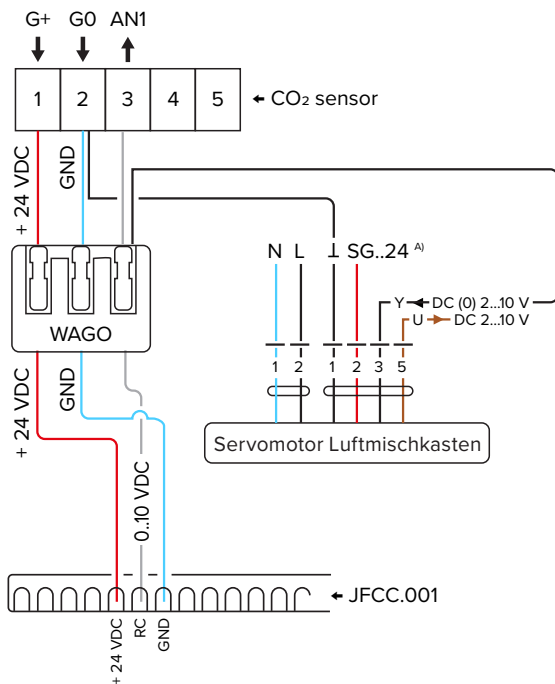 G+ G0 AN1
1 2 3 4 5
CO₂ sensor
+ 24 VDC
GND
N L ⊥ SG..24 A)
Y DC (0) 2...10 V
U DC 2...10 V
WAGO
1 2 1 2 3 5
+ 24 VDC
GND
Servomotor Luftmischkasten
0..10 VDC
JFCC.001
+ 24 VDC
RC
GND